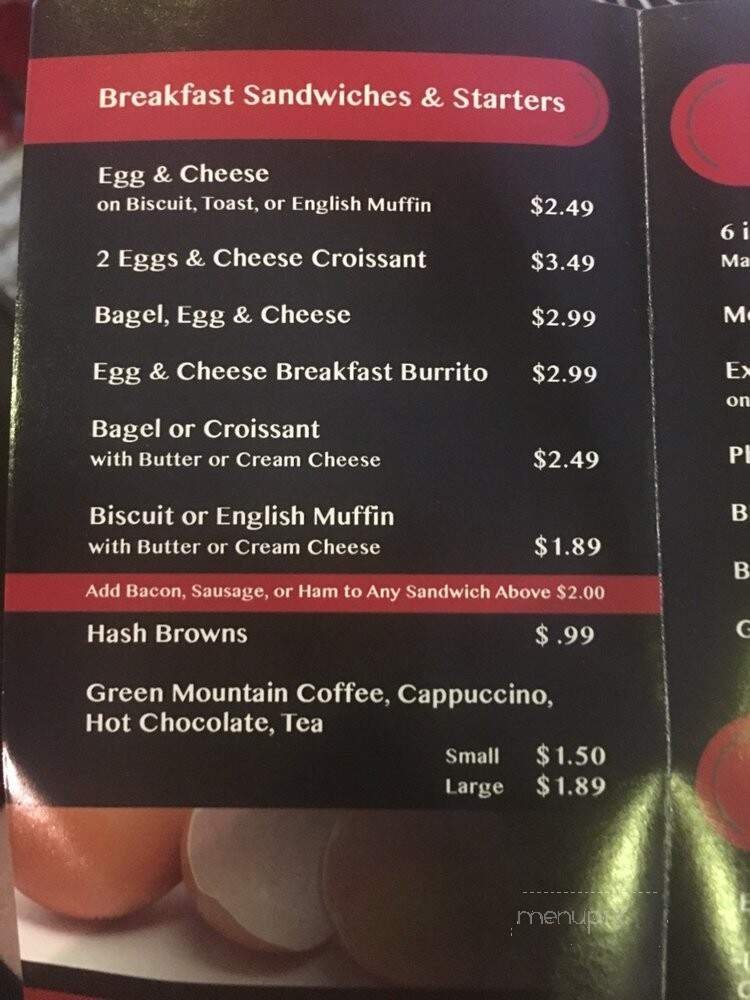 Breakfast Sandwiches & Starters
Egg & Cheese
on Biscuit, Toast, or English Muffin $2.49
2 Eggs & Cheese Croissant $3.49
Bagel, Egg & Cheese $2.99
Egg & Cheese Breakfast Burrito $2.99
Bagel or Croissant
with Butter or Cream Cheese $2.49
Biscuit or English Muffin
with Butter or Cream Cheese $1.89
Add Bacon, Sausage, or Ham to Any Sandwich Above $2.00
Hash Browns $ .99
Green Mountain Coffee, Cappuccino,
Hot Chocolate, Tea
Small $1.50
Large $1.89
6 i
Ma
on